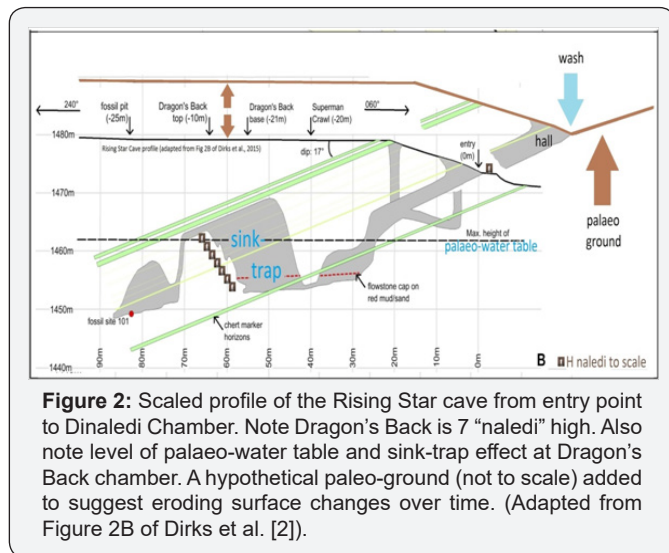 wash
240°
fossil pit
(-25m)
Dragon's Back
top (-10m)
Dragon's Back
base (-21m)
Superman
Crawl (-20m)
060°
1480m
Rising Star Cave profile (adapted from Fig 2B of Dirks et al., 2015)
dip: 17°
entry
(0m)
hall
1470m
palaeo
ground
Max. height of
palaeo-water table
1460m
sink-
trap
flowstone cap on
red mud/sand
1450m
fossil site 101
chert marker
horizons
1440m
90m
80m
70m
60m
50m
40m
30m
20m
10m
0m
B
H naledi to scale
Figure 2: Scaled profile of the Rising Star cave from entry point
to Dinaledi Chamber. Note Dragon's Back is 7 “naledi” high. Also
note level of palaeo-water table and sink-trap effect at Dragon's
Back chamber. A hypothetical paleo-ground (not to scale) added
to suggest eroding surface changes over time. (Adapted from
Figure 2B of Dirks et al. [2]).